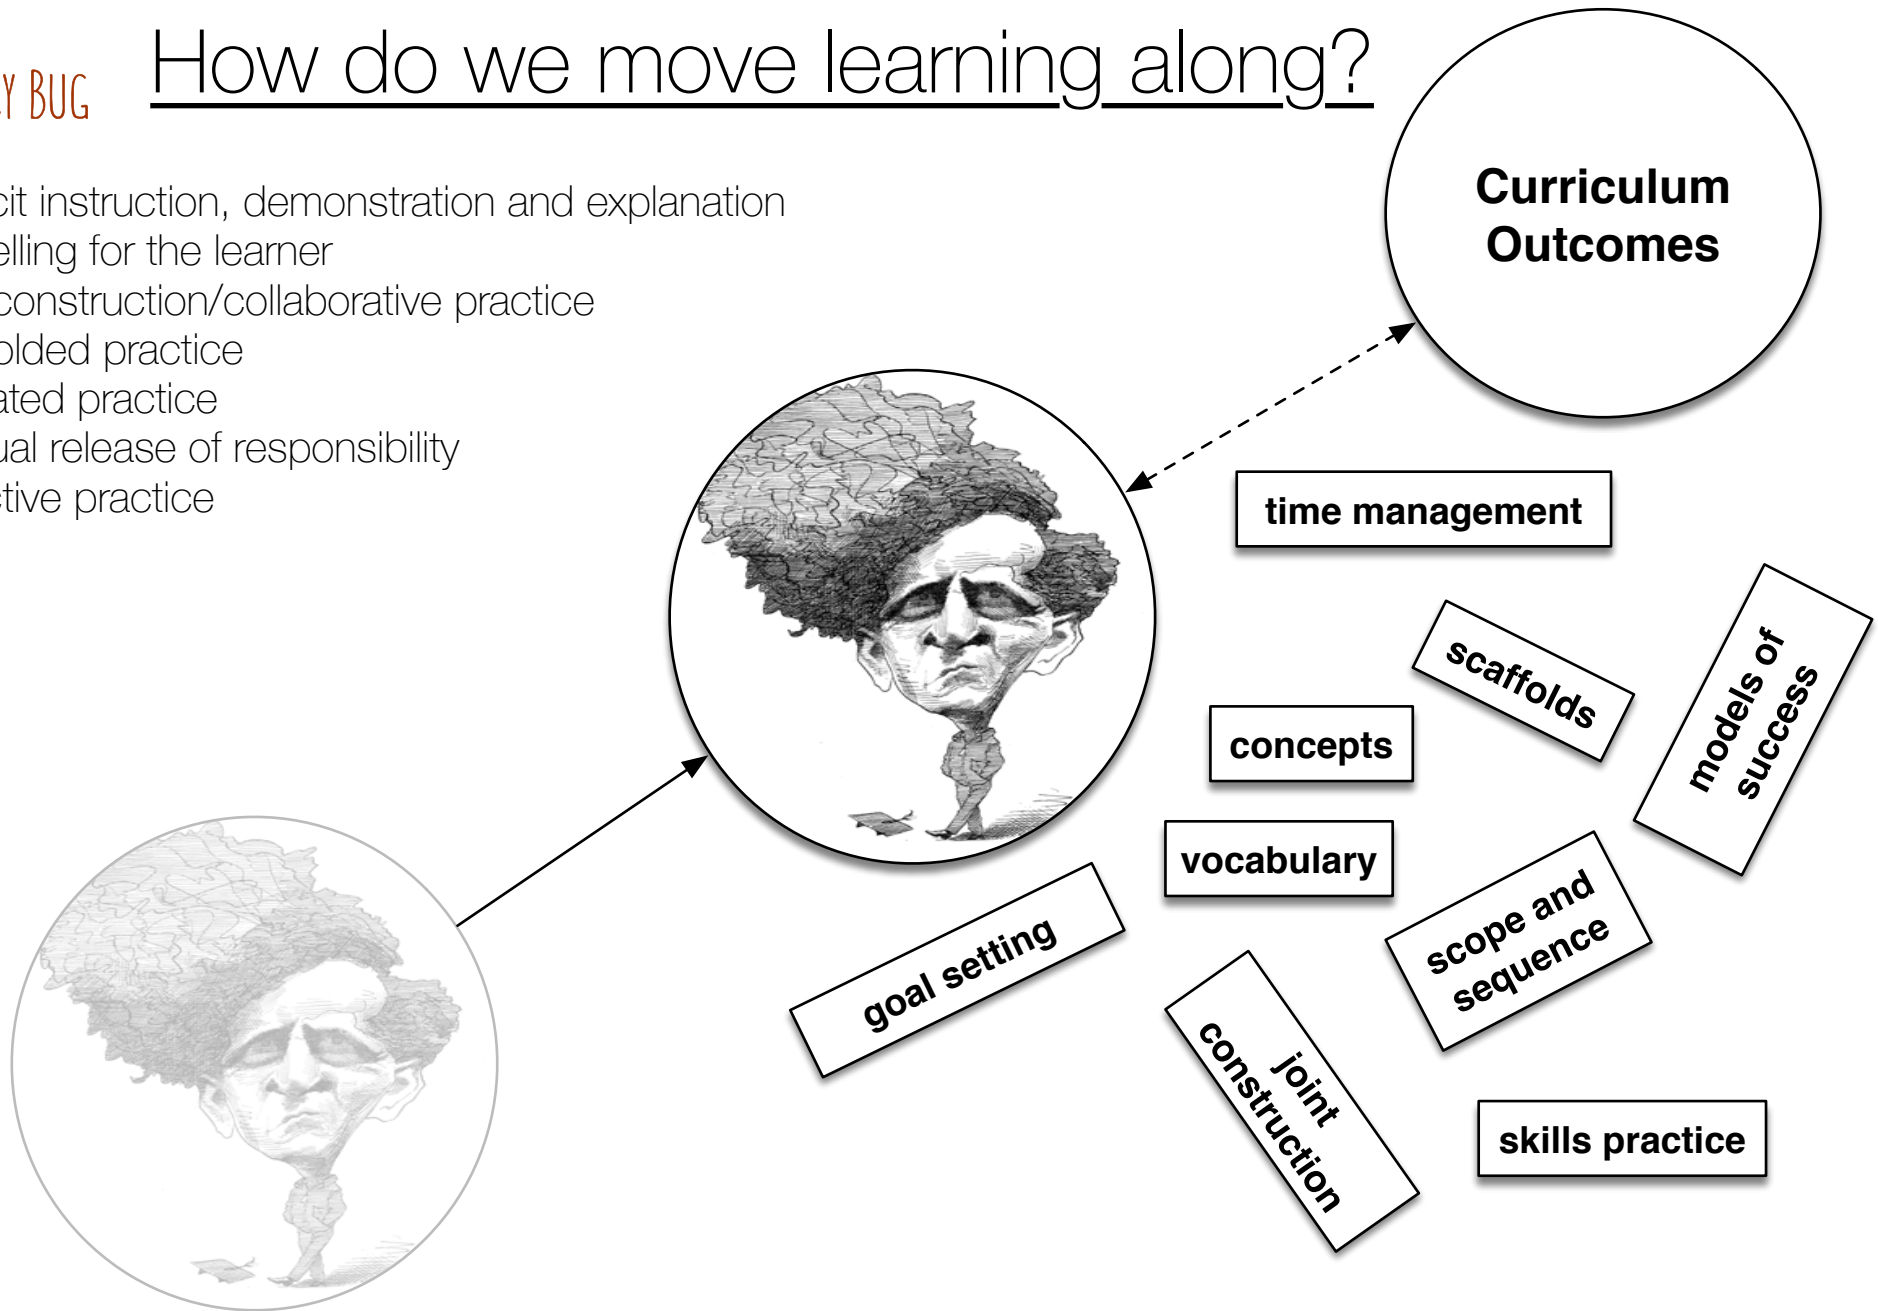 How do we move learning along?
Y BUG
cit instruction, demonstration and explanation
elling for the learner
construction/collaborative practice
olded practice
ated practice
ual release of responsibility
ctive practice
Curriculum
Outcomes
time management
scaffolds
models of
success
concepts
vocabulary
goal setting
scope and
sequence
joint
construction
skills practice